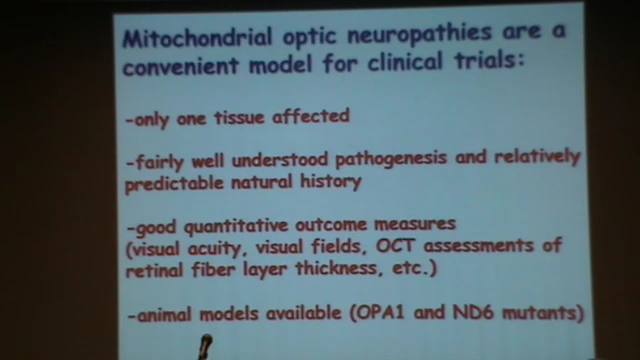 Mitochondrial optic neuropathies are a
convenient model for clinical trials:
-only one tissue affected
-fairly well understood pathogenesis and relatively
predictable natural history
-good quantitative outcome measures
(visual acuity, visual fields, OCT assessments of
retinal fiber layer thickness, etc.)
-animal models available (OPA1 and ND6 mutants)